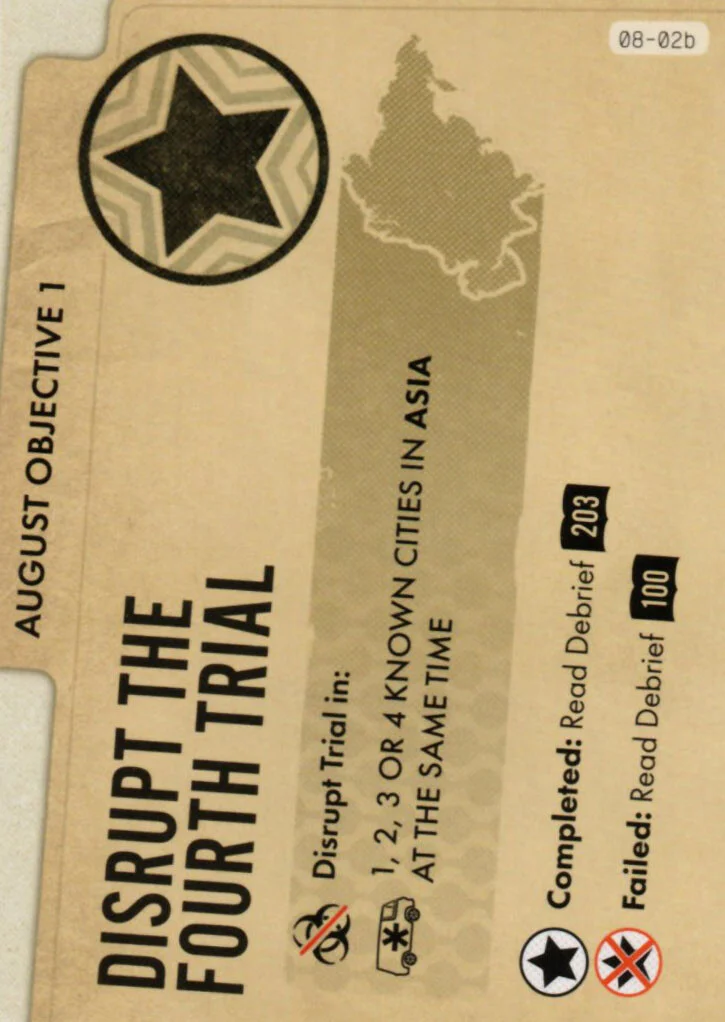 AUGUST OBJECTIVE 1
08-02b
DISRUPT THE
FOURTH TRIAL
Disrupt Trial in:
1, 2, 3 OR 4 KNOWN CITIES IN ASIA
AT THE SAME TIME
Completed: Read Debrief 203
Failed: Read Debrief 100